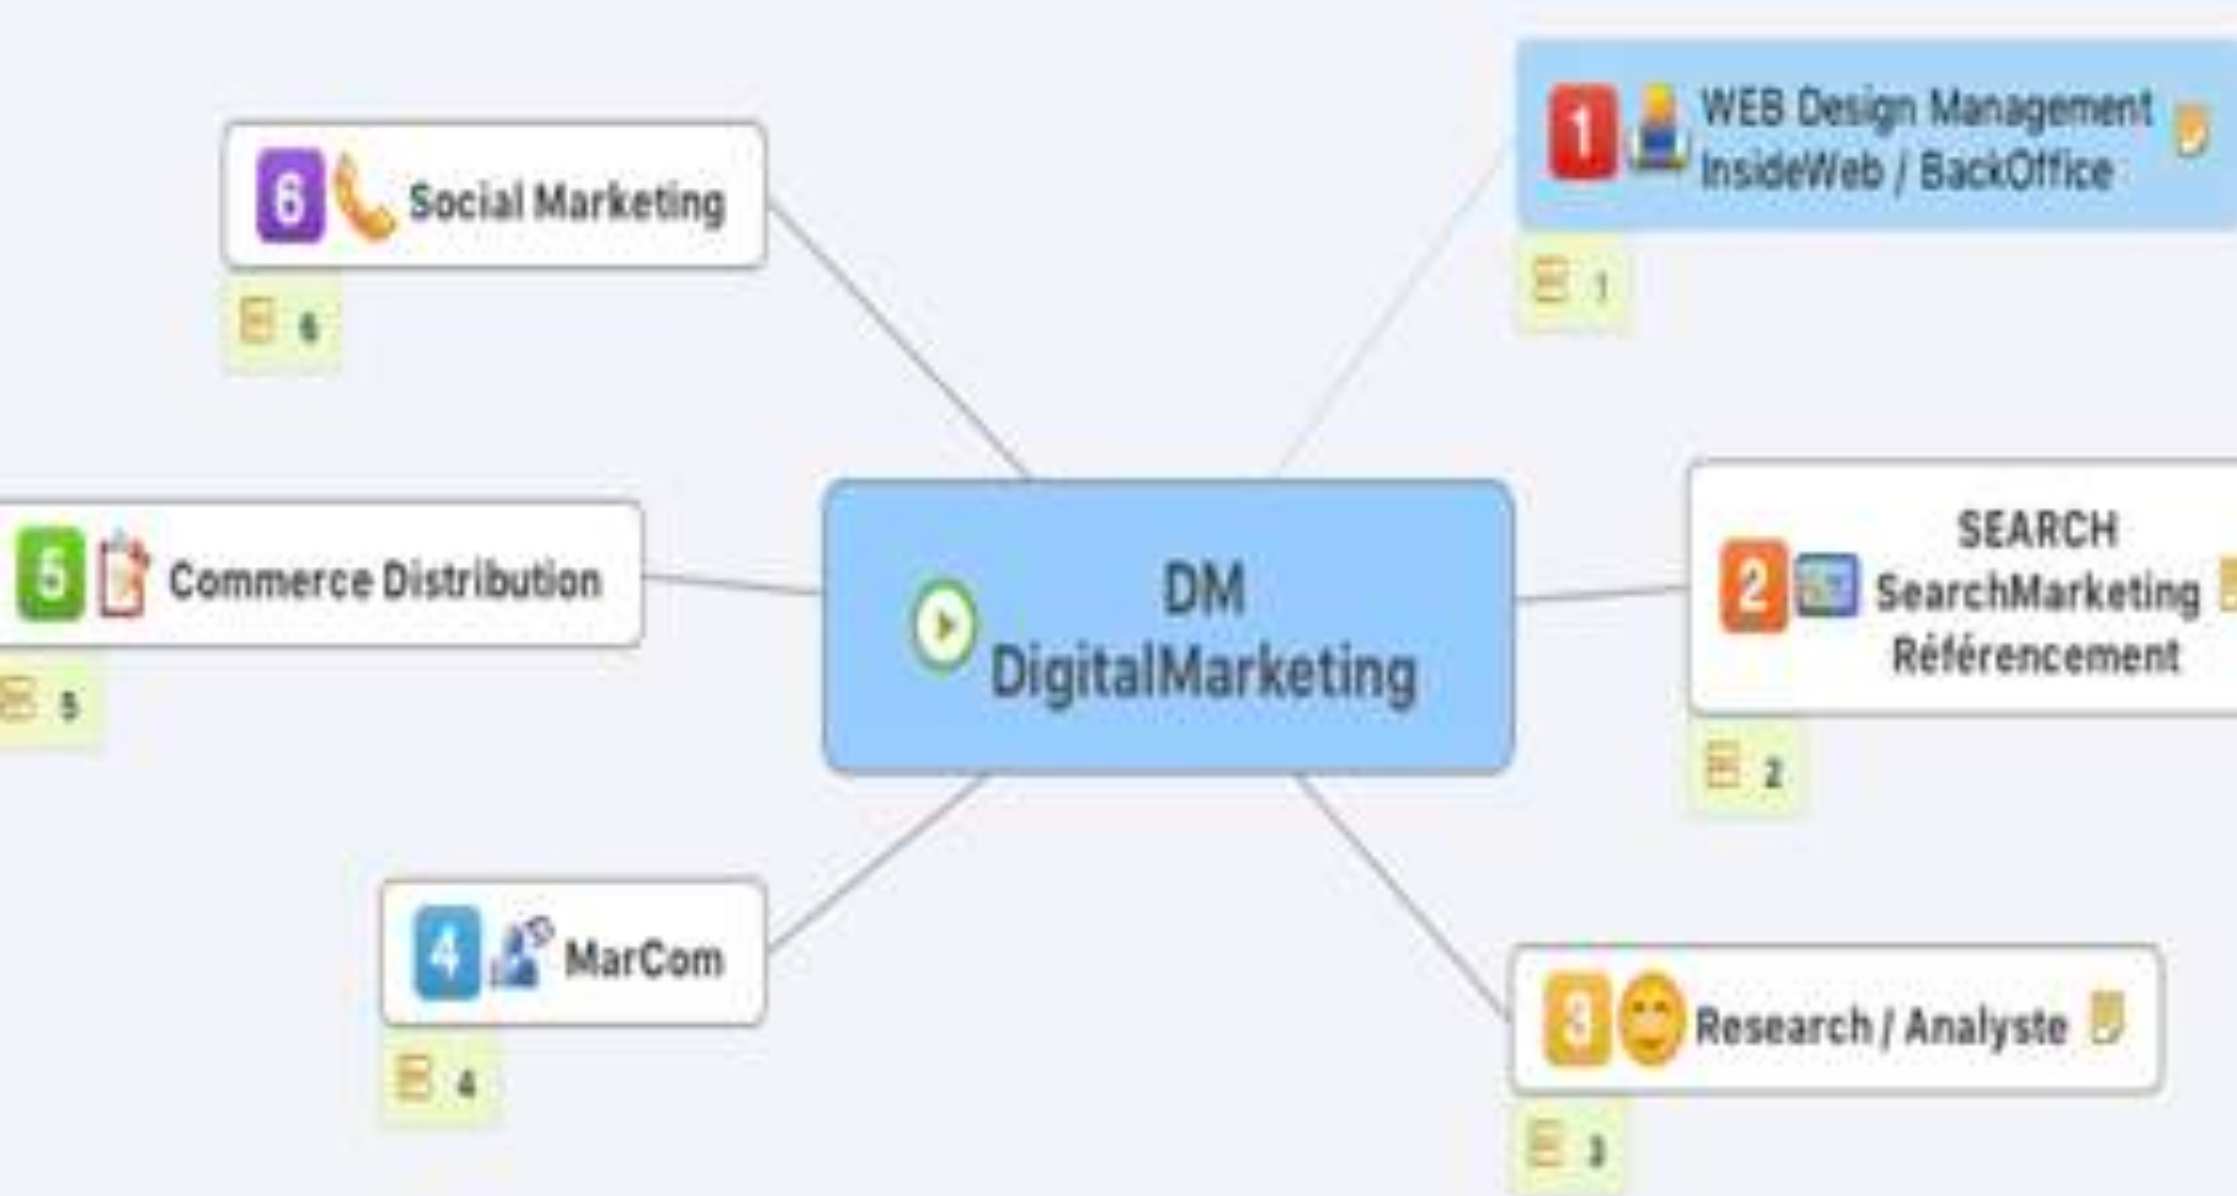 6 Social Marketing
6
1 WEB Design Management
InsideWeb / BackOffice
1
5 Commerce Distribution
5
DM
DigitalMarketing
2 SEARCH
SearchMarketing
Référencement
2
4 MarCom
4
3 Research / Analyste
3